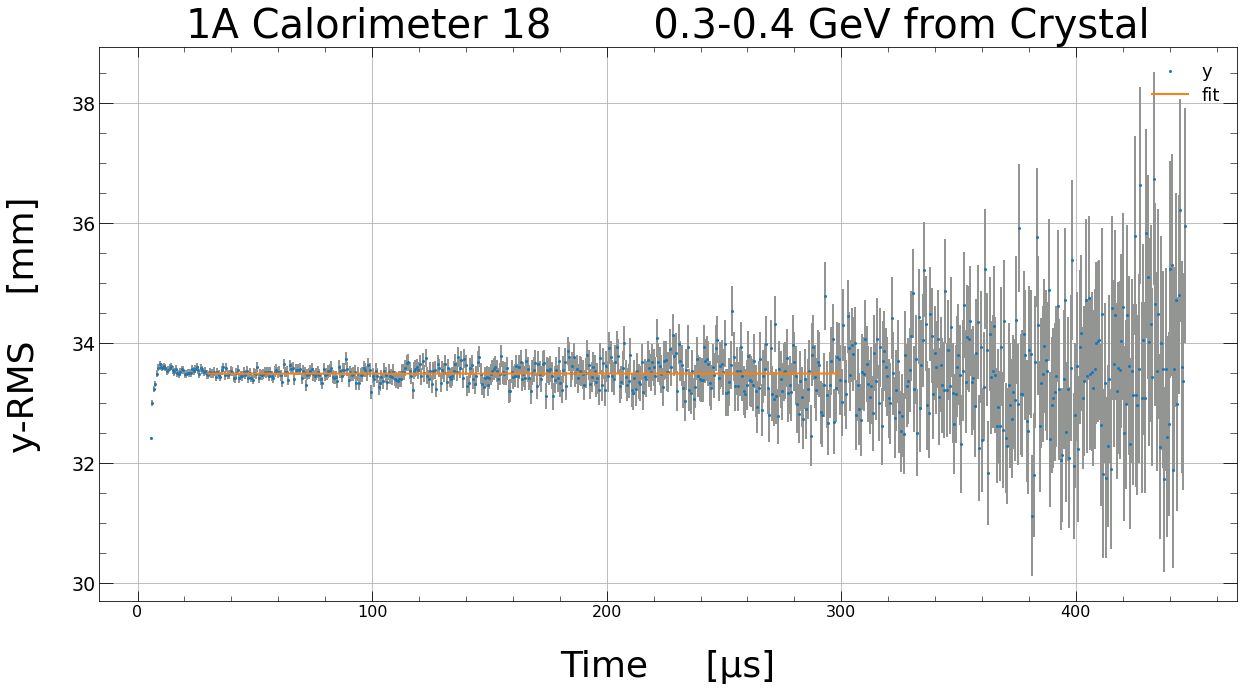 1A Calorimeter 18 0.3-0.4 GeV from Crystal
y
fit
y-RMS [mm]
38
36
34
32
30
0 100 200 300 400
Time [μs]